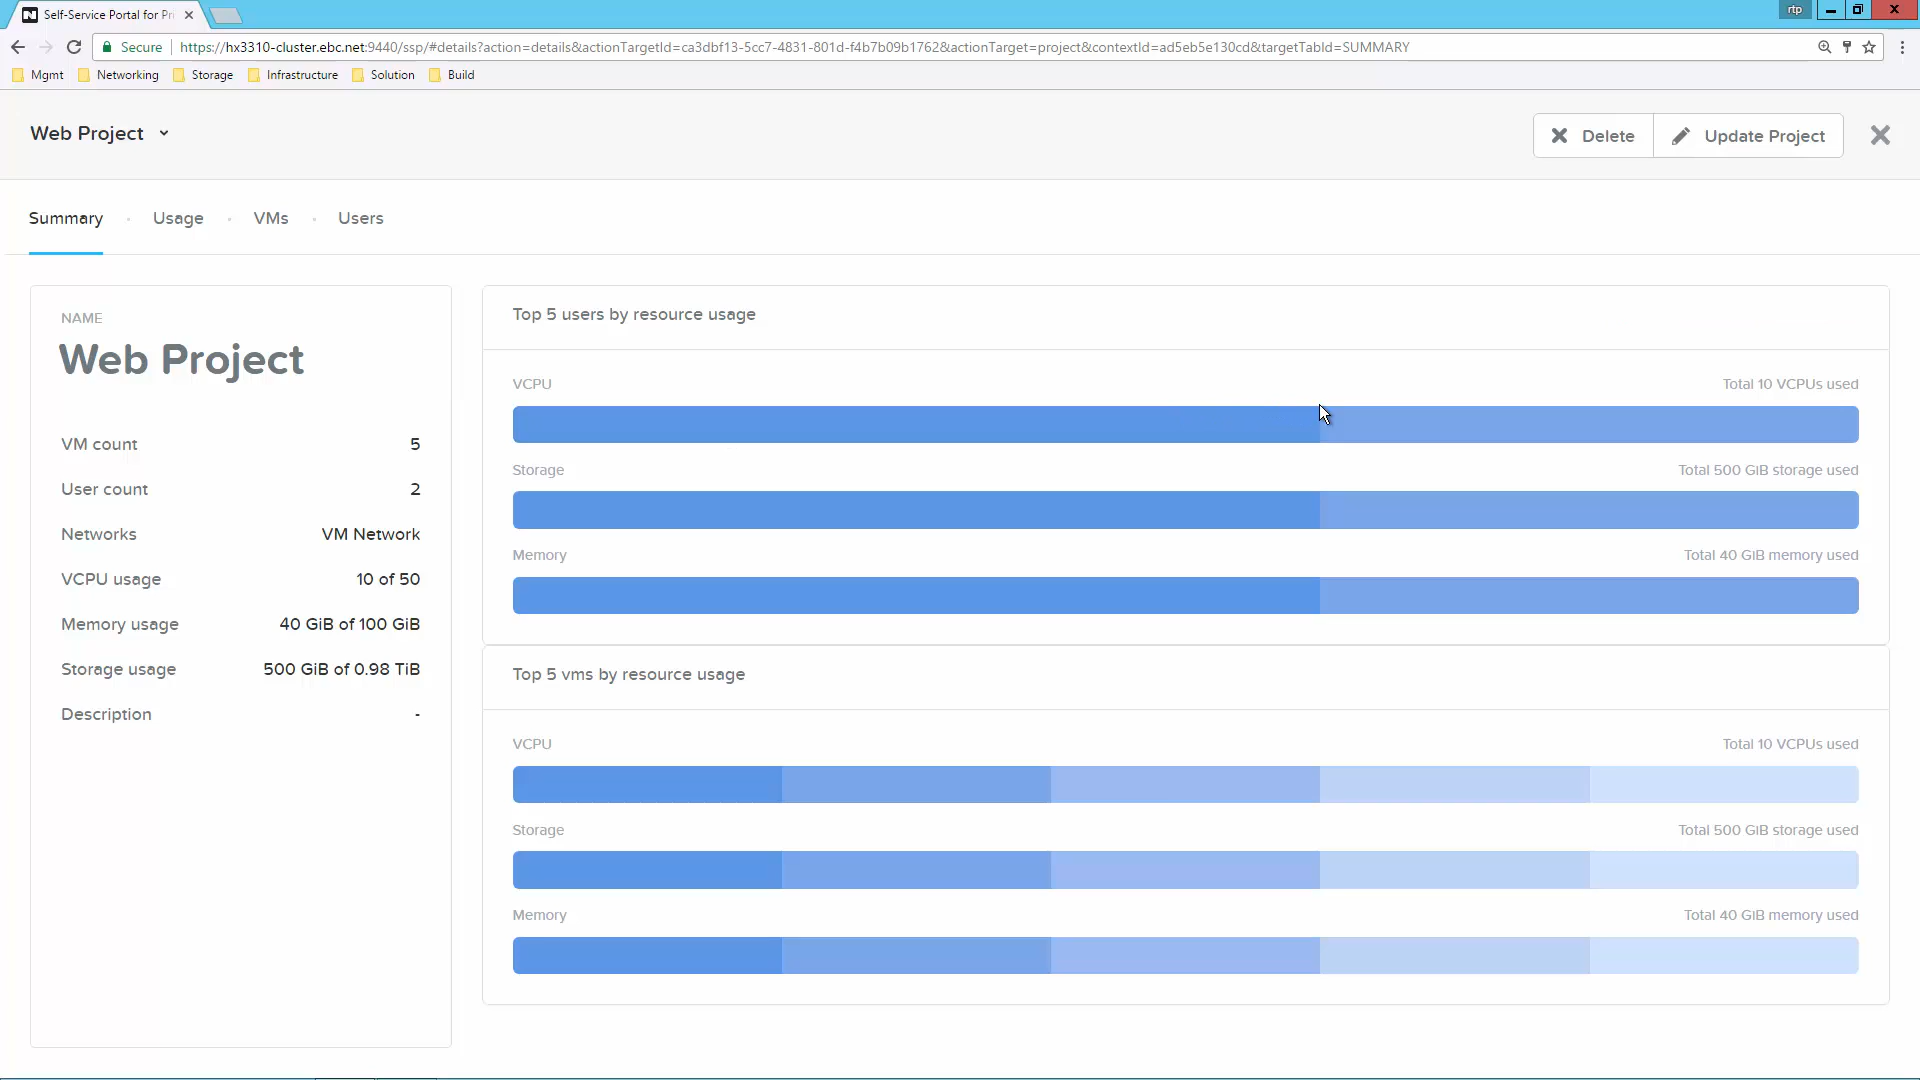 Self-Service Portal for Pr
rtp
Secure https://hx3310-cluster.ebc.net:9440/ssp/#details?action=details&actionTargetId=ca3dbf13-5cc7-4831-801d-f4b7b09b1762&actionTarget=project&contextId=ad5eb5e130cd&targetTabId=SUMMARY
Mgmt Networking Storage Infrastructure Solution Build
Web Project
Delete Update Project
Summary Usage VMs Users
NAME
Web Project
VM count 5
User count 2
Networks VM Network
VCPU usage 10 of 50
Memory usage 40 GiB of 100 GiB
Storage usage 500 GiB of 0.98 TiB
Description -
Top 5 users by resource usage
VCPU Total 10 VCPUs used
Storage Total 500 GiB storage used
Memory Total 40 GiB memory used
Top 5 vms by resource usage
VCPU Total 10 VCPUs used
Storage Total 500 GiB storage used
Memory Total 40 GiB memory used